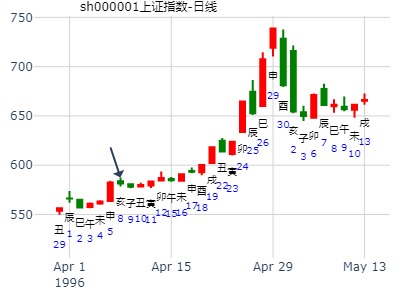 sh000001上证指数-日线
750
700
650
600
550
丑
29
辰
1
巳
2
午
3
未
4
申
5
亥
8
子
9
丑
10
寅
11
卯
12
午
15
未
16
申
17
酉
18
戌
19
丑
22
寅
23
卯
24
辰
25
巳
26
申
29
酉
30
亥
2
子
3
卯
6
辰
7
巳
8
午
9
未
10
戌
13
Apr 1
1996
Apr 15
Apr 29
May 13